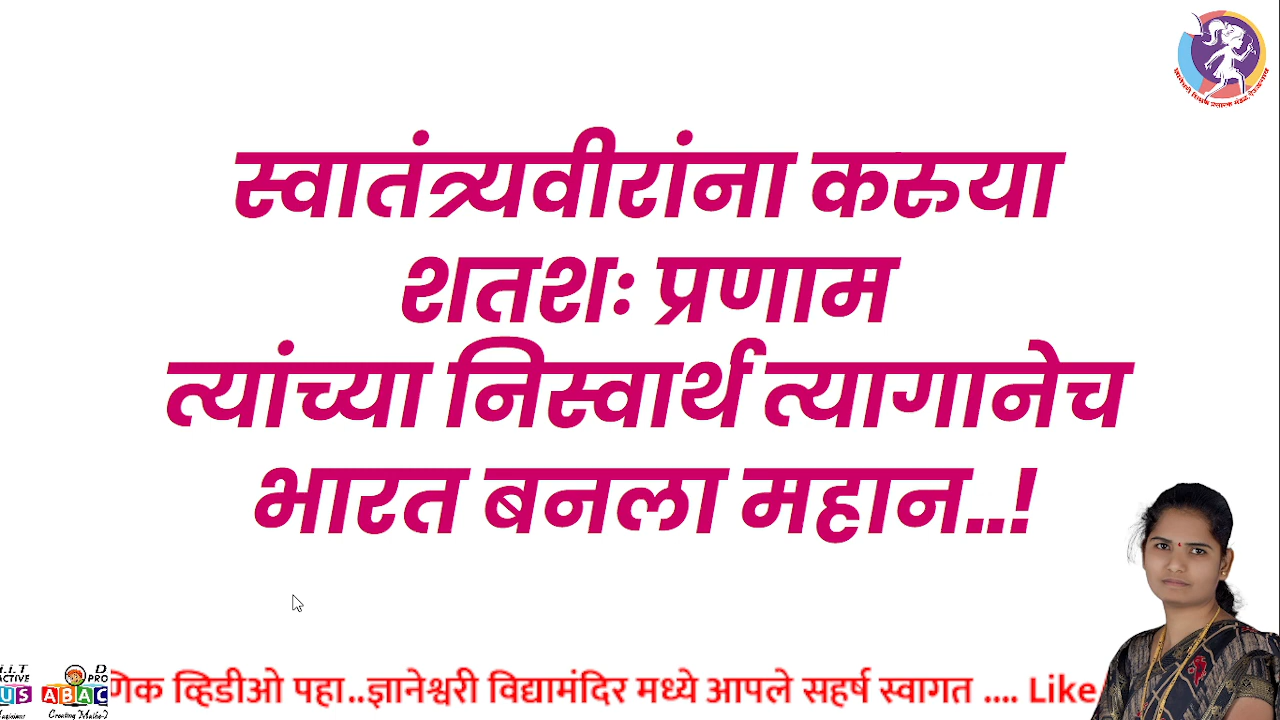 स्वातंत्र्यवीरांना करुया
शतशः प्रणाम
त्यांच्या निस्वार्थ त्यागानेच
भारत बनला महान..!
णिक व्हिडीओ पहा..ज्ञानेश्वरी विद्यामंदिर मध्ये आपले सहर्ष स्वागत .... Like